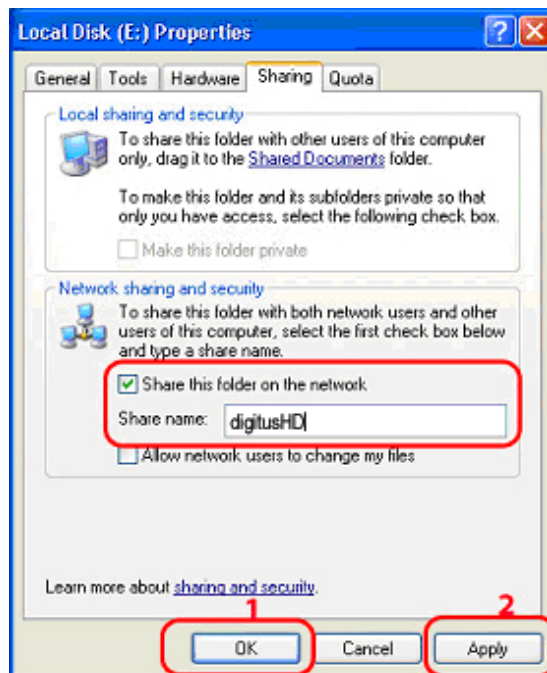 Local Disk (E:) Properties
General Tools Hardware Sharing Quota
Local sharing and security
To share this folder with other users of this computer
only, drag it to the Shared Documents folder.
To make this folder and its subfolders private so that
only you have access, select the following check box.
Make this folder private
Network sharing and security
To share this folder with both network users and other
users of this computer, select the first check box below
and type a share name.
Share this folder on the network
Share name: digitusHD
Allow network users to change my files
Learn more about sharing and security.
1 2
OK Cancel Apply